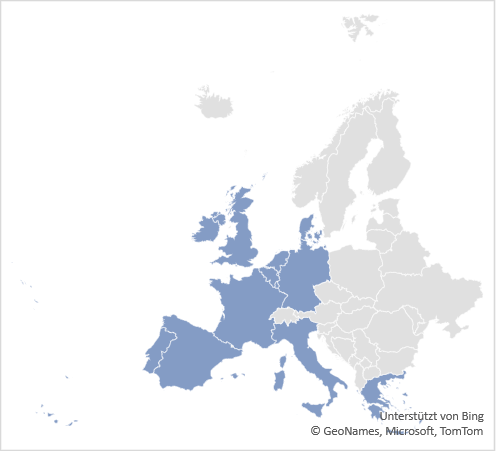 Unterstützt von Bing
© GeoNames, Microsoft, TomTom